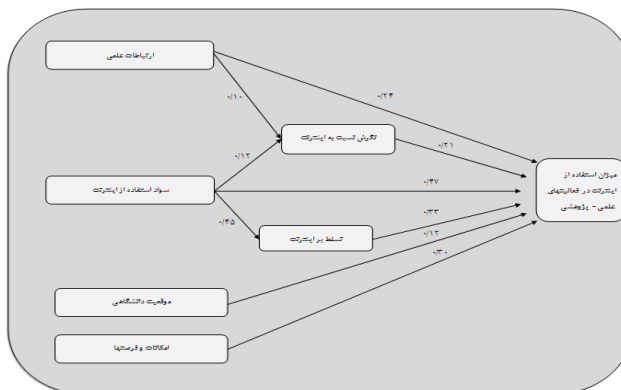 ارتباطات علمی
۰/۲۴
۰/۱۰
نگرش نسبت به اینترنت
۰/۲۱
۰/۱۲
میزان استفاده از
اینترنت در فعالیتهای
علمی - پژوهشی
سواد استفاده از اینترنت
۰/۴۷
۰/۴۵
۰/۳۳
تسلط بر اینترنت
۰/۱۲
۰/۳۰
موقعیت دانشگاهی
امکانات و فرصتها